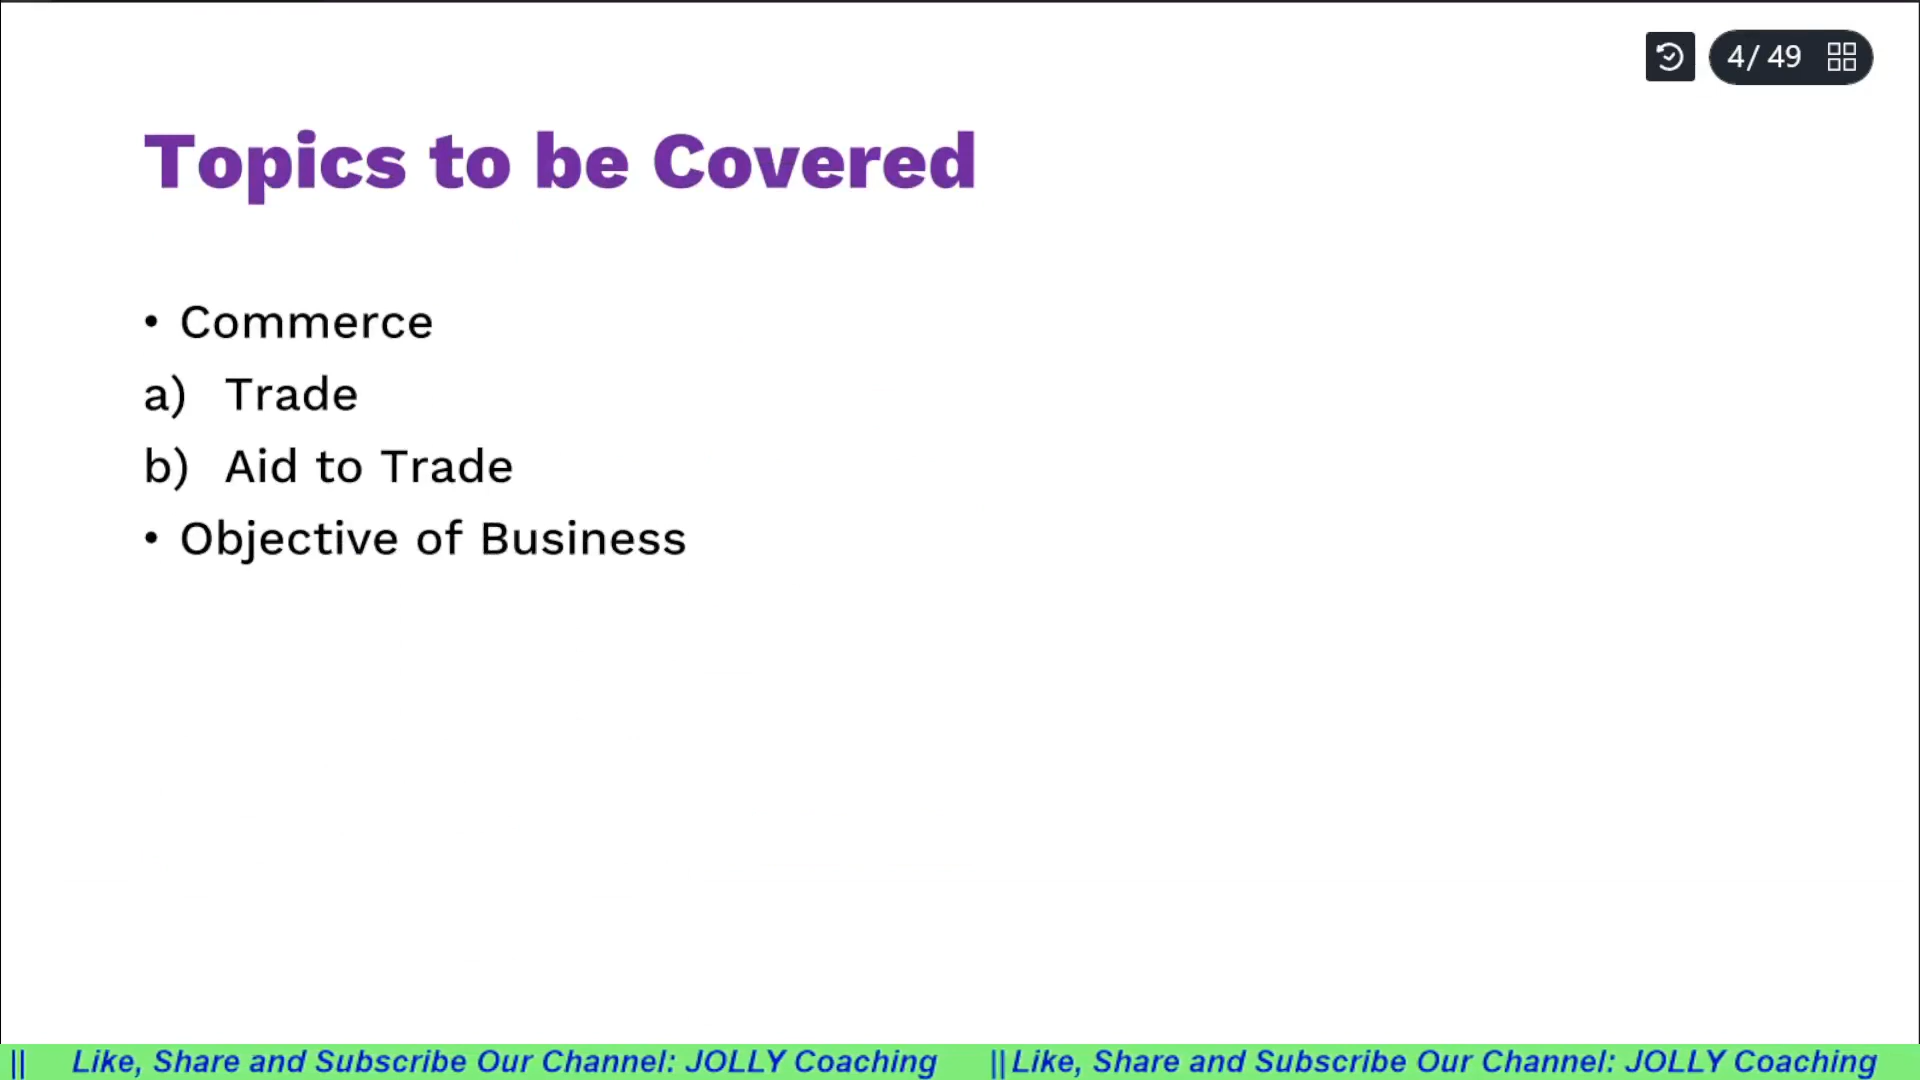 4/ 49
Topics to be Covered
• Commerce
a) Trade
b) Aid to Trade
• Objective of Business
|| Like, Share and Subscribe Our Channel: JOLLY Coaching || Like, Share and Subscribe Our Channel: JOLLY Coaching